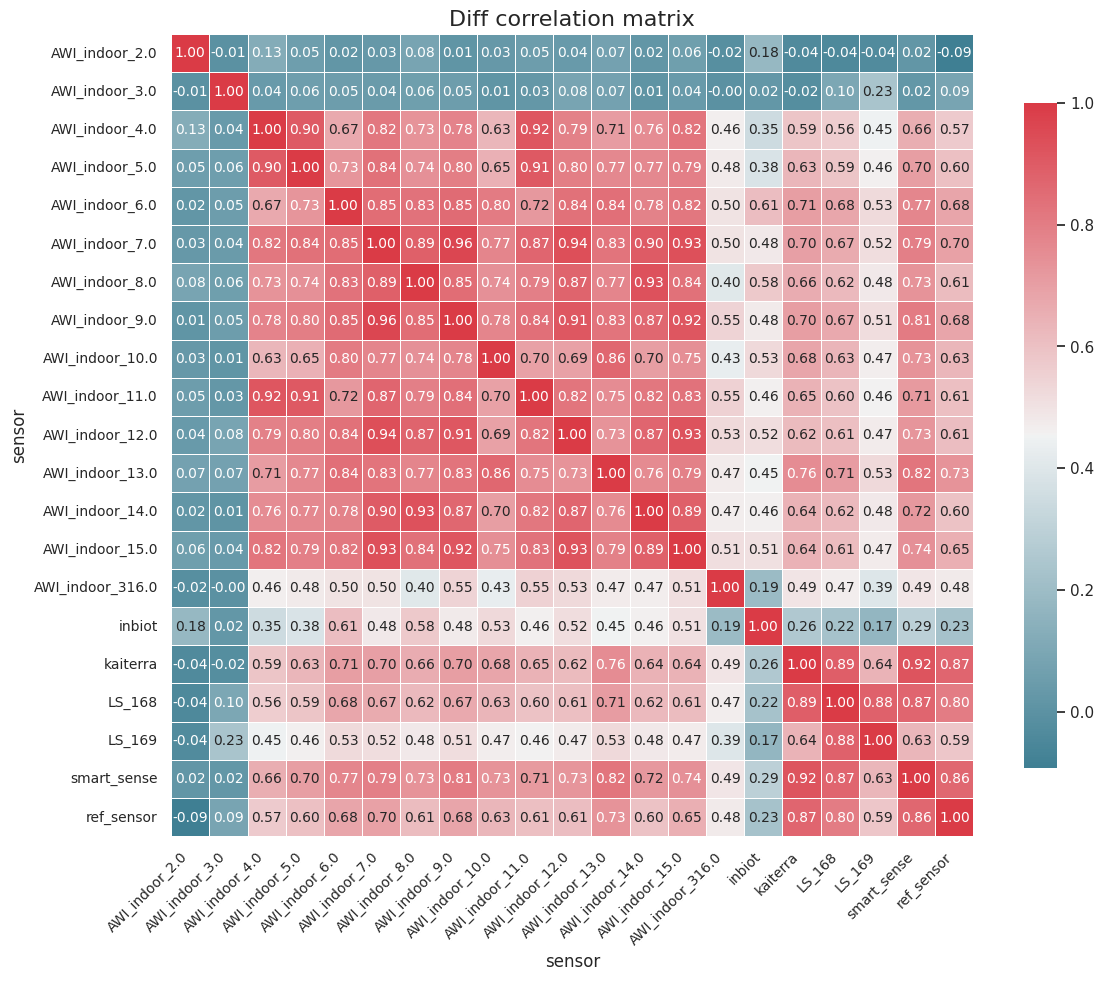 Diff correlation matrix
AWI_indoor_2.0 1.00 -0.01 0.13 0.05 0.02 0.03 0.08 0.01 0.03 0.05 0.04 0.07 0.02 0.06 -0.02 0.18 -0.04 -0.04 -0.04 0.02 -0.09
AWI_indoor_3.0 -0.01 1.00 0.04 0.06 0.05 0.04 0.06 0.05 0.01 0.03 0.08 0.07 0.01 0.04 -0.00 0.02 -0.02 0.10 0.23 0.02 0.09
AWI_indoor_4.0 0.13 0.04 1.00 0.90 0.67 0.82 0.73 0.78 0.63 0.92 0.79 0.71 0.76 0.82 0.46 0.35 0.59 0.56 0.45 0.66 0.57
AWI_indoor_5.0 0.05 0.06 0.90 1.00 0.73 0.84 0.74 0.80 0.65 0.91 0.80 0.77 0.77 0.79 0.48 0.38 0.63 0.59 0.46 0.70 0.60
AWI_indoor_6.0 0.02 0.05 0.67 0.73 1.00 0.85 0.83 0.85 0.80 0.72 0.84 0.84 0.78 0.82 0.50 0.61 0.71 0.68 0.53 0.77 0.68
AWI_indoor_7.0 0.03 0.04 0.82 0.84 0.85 1.00 0.89 0.96 0.77 0.87 0.94 0.83 0.90 0.93 0.50 0.48 0.70 0.67 0.52 0.79 0.70
AWI_indoor_8.0 0.08 0.06 0.73 0.74 0.83 0.89 1.00 0.85 0.74 0.79 0.87 0.77 0.93 0.84 0.40 0.58 0.66 0.62 0.48 0.73 0.61
AWI_indoor_9.0 0.01 0.05 0.78 0.80 0.85 0.96 0.85 1.00 0.78 0.84 0.91 0.83 0.87 0.92 0.55 0.48 0.70 0.67 0.51 0.81 0.68
AWI_indoor_10.0 0.03 0.01 0.63 0.65 0.80 0.77 0.74 0.78 1.00 0.70 0.69 0.86 0.70 0.75 0.43 0.53 0.68 0.63 0.47 0.73 0.63
AWI_indoor_11.0 0.05 0.03 0.92 0.91 0.72 0.87 0.79 0.84 0.70 1.00 0.82 0.75 0.82 0.83 0.55 0.46 0.65 0.60 0.46 0.71 0.61
AWI_indoor_12.0 0.04 0.08 0.79 0.80 0.84 0.94 0.87 0.91 0.69 0.82 1.00 0.73 0.87 0.93 0.53 0.52 0.62 0.61 0.47 0.73 0.61
AWI_indoor_13.0 0.07 0.07 0.71 0.77 0.84 0.83 0.77 0.83 0.86 0.75 0.73 1.00 0.76 0.79 0.47 0.45 0.76 0.71 0.53 0.82 0.73
AWI_indoor_14.0 0.02 0.01 0.76 0.77 0.78 0.90 0.93 0.87 0.70 0.82 0.87 0.76 1.00 0.89 0.47 0.46 0.64 0.62 0.48 0.72 0.60
AWI_indoor_15.0 0.06 0.04 0.82 0.79 0.82 0.93 0.84 0.92 0.75 0.83 0.93 0.79 0.89 1.00 0.51 0.51 0.64 0.61 0.47 0.74 0.65
AWI_indoor_316.0 -0.02 -0.00 0.46 0.48 0.50 0.50 0.40 0.55 0.43 0.55 0.53 0.47 0.47 0.51 1.00 0.19 0.49 0.47 0.39 0.49 0.48
inbiot 0.18 0.02 0.35 0.38 0.61 0.48 0.58 0.48 0.53 0.46 0.52 0.45 0.46 0.51 0.19 1.00 0.26 0.22 0.17 0.29 0.23
kaiterra -0.04 -0.02 0.59 0.63 0.71 0.70 0.66 0.70 0.68 0.65 0.62 0.76 0.64 0.64 0.49 0.26 1.00 0.89 0.64 0.92 0.87
LS_168 -0.04 0.10 0.56 0.59 0.68 0.67 0.62 0.67 0.63 0.60 0.61 0.71 0.62 0.61 0.47 0.22 0.89 1.00 0.88 0.87 0.80
LS_169 -0.04 0.23 0.45 0.46 0.53 0.52 0.48 0.51 0.47 0.46 0.47 0.53 0.48 0.47 0.39 0.17 0.64 0.88 1.00 0.63 0.59
smart_sense 0.02 0.02 0.66 0.70 0.77 0.79 0.73 0.81 0.73 0.71 0.73 0.82 0.72 0.74 0.49 0.29 0.92 0.87 0.63 1.00 0.86
ref_sensor -0.09 0.09 0.57 0.60 0.68 0.70 0.61 0.68 0.63 0.61 0.61 0.73 0.60 0.65 0.48 0.23 0.87 0.80 0.59 0.86 1.00
sensor
AWI_indoor_2.0
AWI_indoor_3.0
AWI_indoor_4.0
AWI_indoor_5.0
AWI_indoor_6.0
AWI_indoor_7.0
AWI_indoor_8.0
AWI_indoor_9.0
AWI_indoor_10.0
AWI_indoor_11.0
AWI_indoor_12.0
AWI_indoor_13.0
AWI_indoor_14.0
AWI_indoor_15.0
AWI_indoor_316.0
inbiot
kaiterra
LS_168
LS_169
smart_sense
ref_sensor
sensor
1.0
0.8
0.6
0.4
0.2
0.0